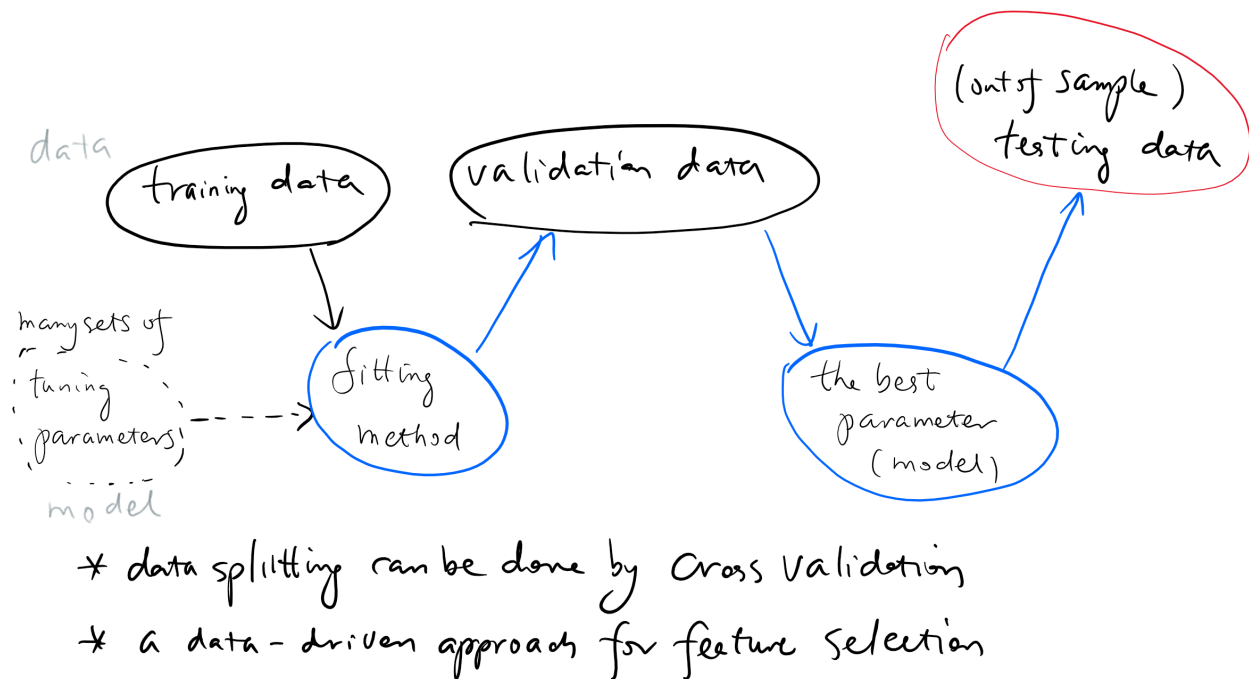 (out of sample)
testing data
data
training data
validation data
many sets of
tuning
parameters
model
fitting
method
the best
parameter
(model)
* data splitting can be done by cross validation
* a data-driven approach for feature selection